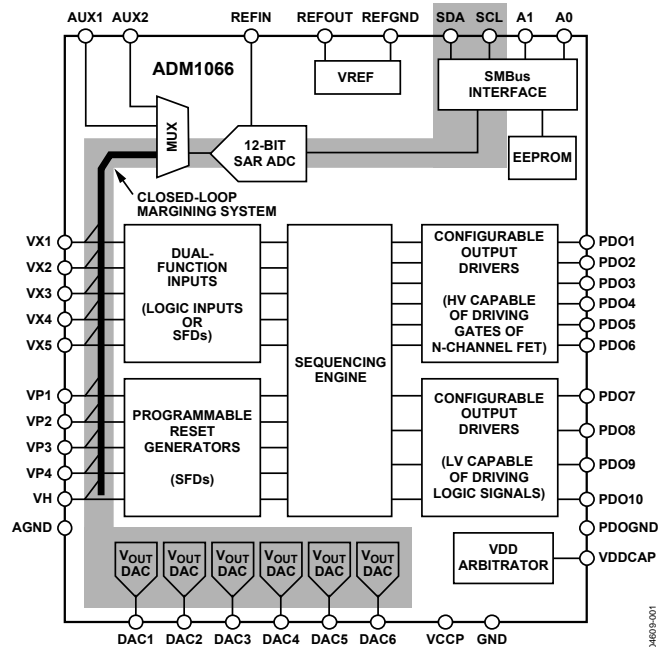 AUX1 AUX2 REFIN REFOUT REFGND SDA SCL A1 A0
ADM1066
VREF
SMBus
INTERFACE
MUX
12-BIT
SAR ADC
EEPROM
CLOSED-LOOP
MARGINING SYSTEM
VX1
VX2
VX3
VX4
VX5
DUAL-
FUNCTION
INPUTS
(LOGIC INPUTS
OR
SFDs)
SEQUENCING
ENGINE
CONFIGURABLE
OUTPUT
DRIVERS
(HV CAPABLE
OF DRIVING
GATES OF
N-CHANNEL FET)
PDO1
PDO2
PDO3
PDO4
PDO5
PDO6
VP1
VP2
VP3
VP4
VH
AGND
PROGRAMMABLE
RESET
GENERATORS
(SFDs)
CONFIGURABLE
OUTPUT
DRIVERS
(LV CAPABLE
OF DRIVING
LOGIC SIGNALS)
PDO7
PDO8
PDO9
PDO10
PDOGND
VDDCAP
VDD
ARBITRATOR
VOUT VOUT VOUT VOUT VOUT VOUT
DAC DAC DAC DAC DAC DAC
DAC1 DAC2 DAC3 DAC4 DAC5 DAC6 VCCP GND
04609-001